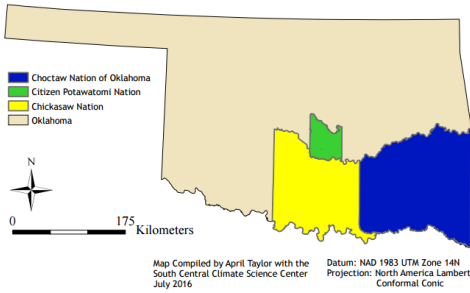 Choctaw Nation of Oklahoma
Citizen Potawatomi Nation
Chickasaw Nation
Oklahoma
N
0 175
Kilometers
Map Compiled by April Taylor with the
South Central Climate Science Center
July 2016
Datum: NAD 1983 UTM Zone 14N
Projection: North America Lambert
Conformal Conic